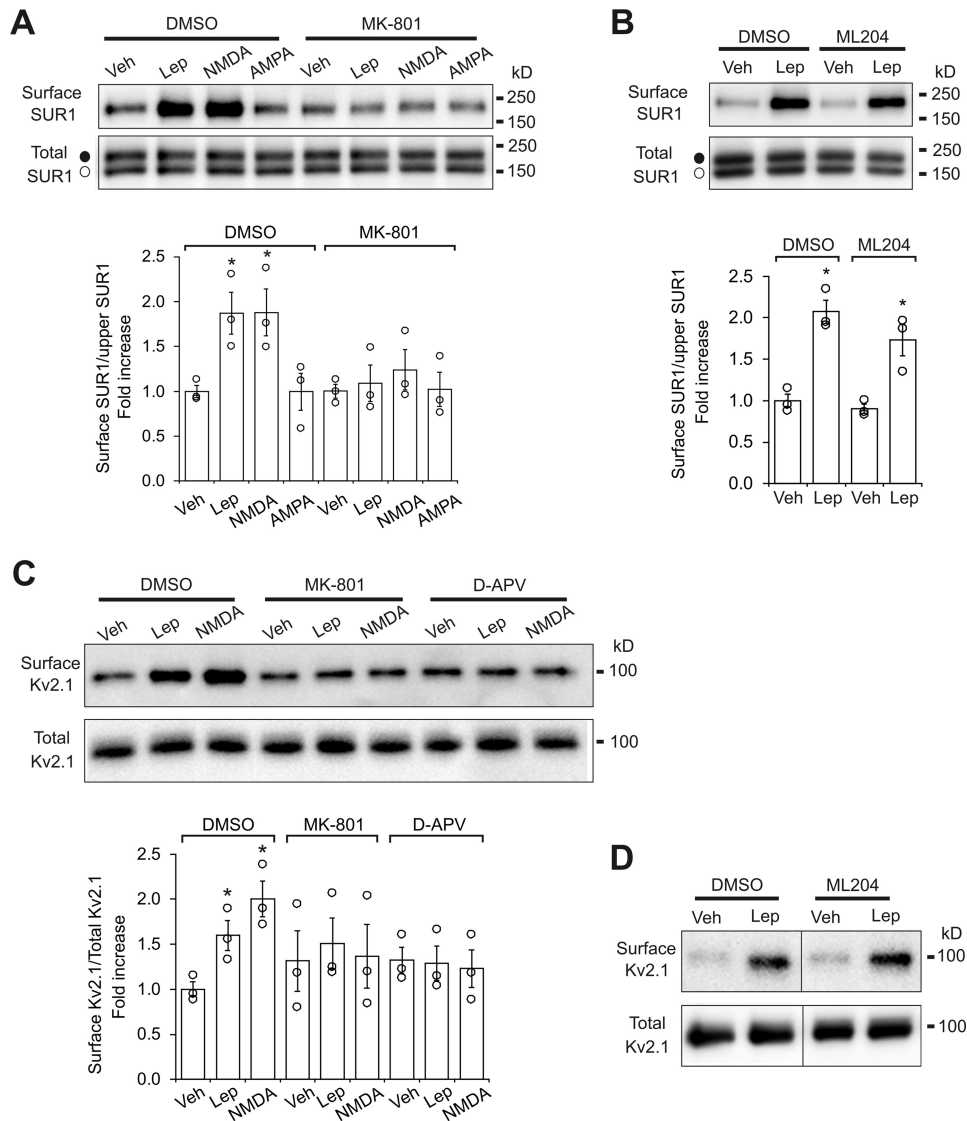 A
DMSO MK-801
Veh Lep NMDA AMPA Veh Lep NMDA AMPA
kD
Surface
SUR1
250
150
Total
SUR1
250
150
DMSO MK-801
Surface SUR1/upper SUR1
Fold increase
2.5
2.0
1.5
1.0
0.5
0.0
* *
Veh Lep NMDA AMPA Veh Lep NMDA AMPA
B
DMSO ML204
Veh Lep Veh Lep
kD
Surface
SUR1
250
150
Total
SUR1
250
150
DMSO ML204
Surface SUR1/upper SUR1
Fold increase
2.5
2.0
1.5
1.0
0.5
0.0
* *
Veh Lep Veh Lep
C
DMSO MK-801 D-APV
Veh Lep NMDA Veh Lep NMDA Veh Lep NMDA
kD
Surface
Kv2.1
100
Total
Kv2.1
100
DMSO MK-801 D-APV
Surface Kv2.1/Total Kv2.1
Fold increase
2.5
2.0
1.5
1.0
0.5
0.0
* *
Veh Lep NMDA Veh Lep NMDA Veh Lep NMDA
D
DMSO ML204
Veh Lep Veh Lep
kD
Surface
Kv2.1
100
Total
Kv2.1
100